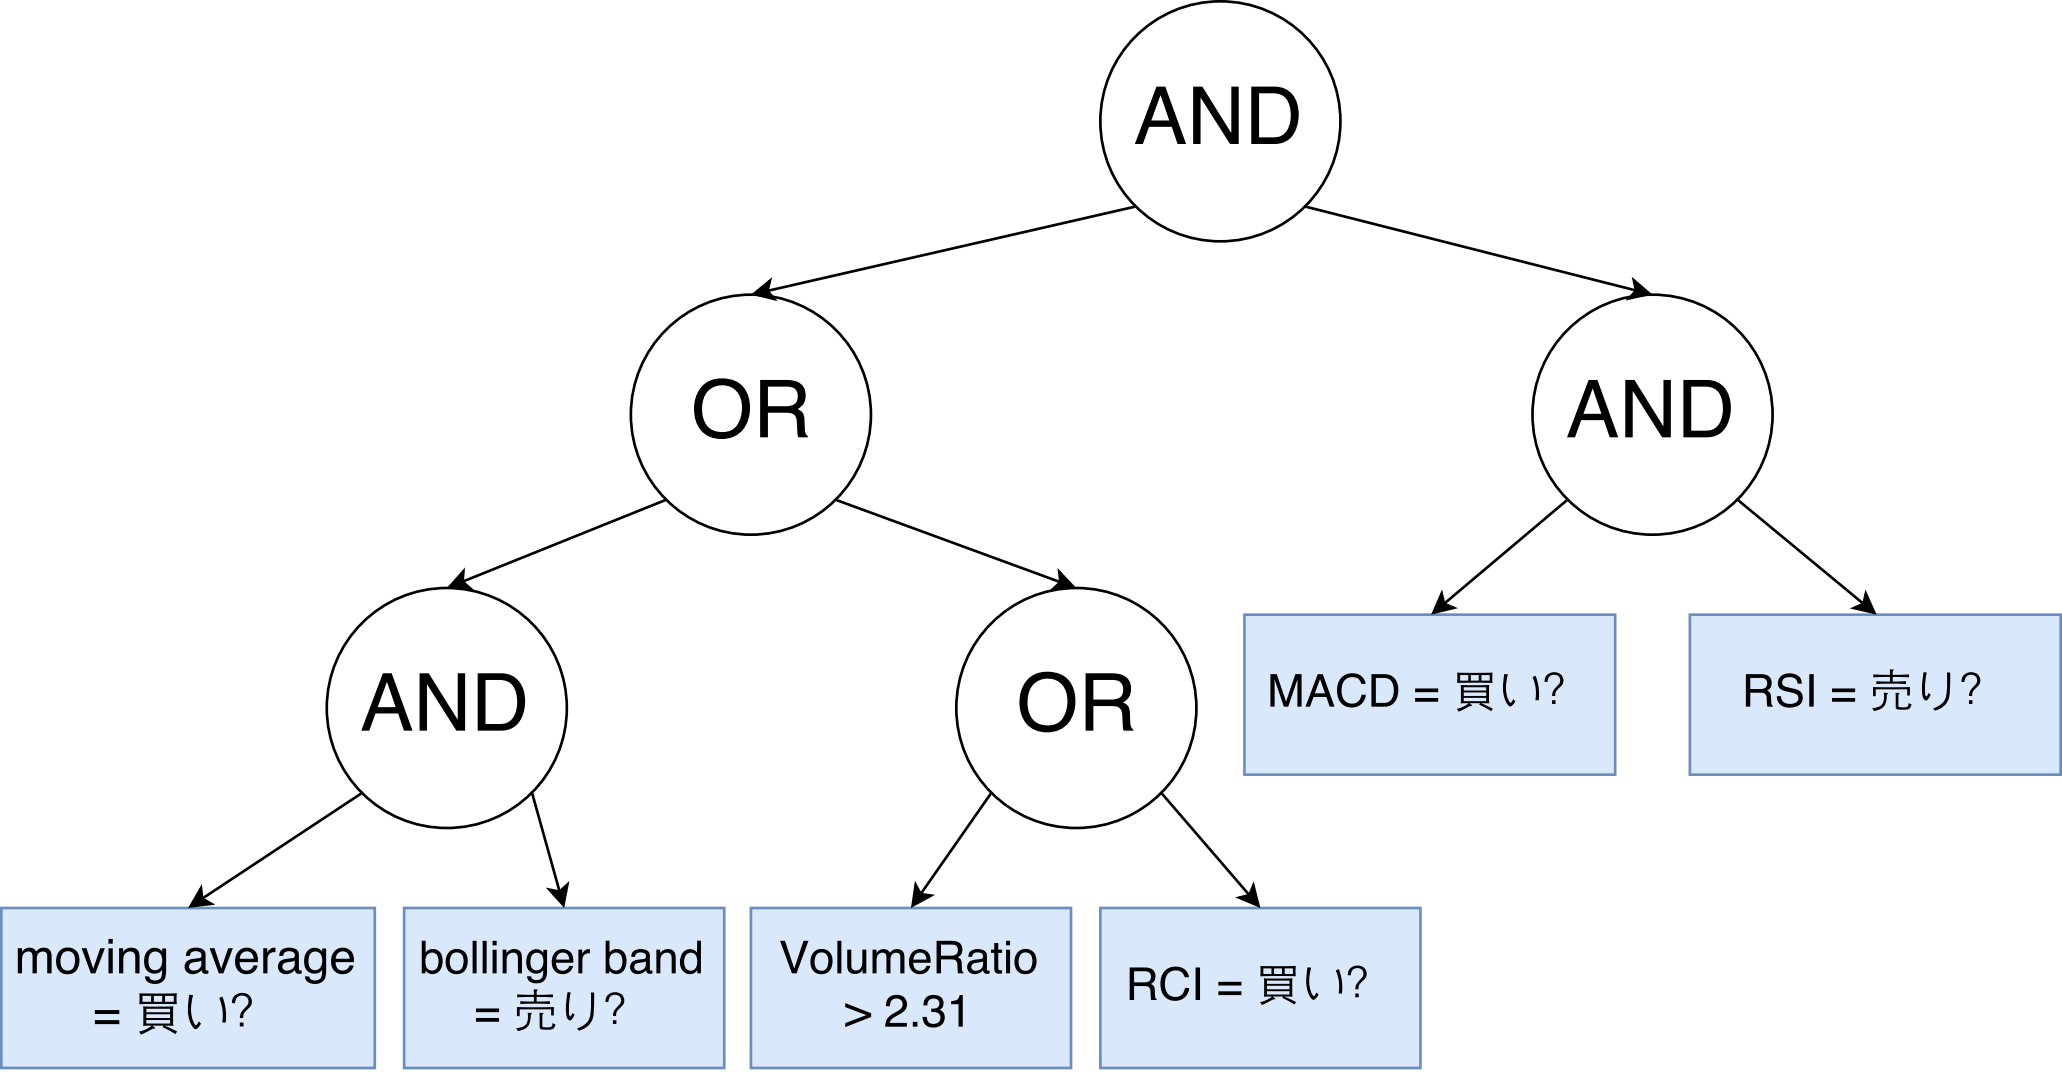 AND
OR
AND
AND
OR
MACD = 買い?
RSI = 売り?
moving average
= 買い?
bollinger band
= 売り?
VolumeRatio
> 2.31
RCI = 買い?